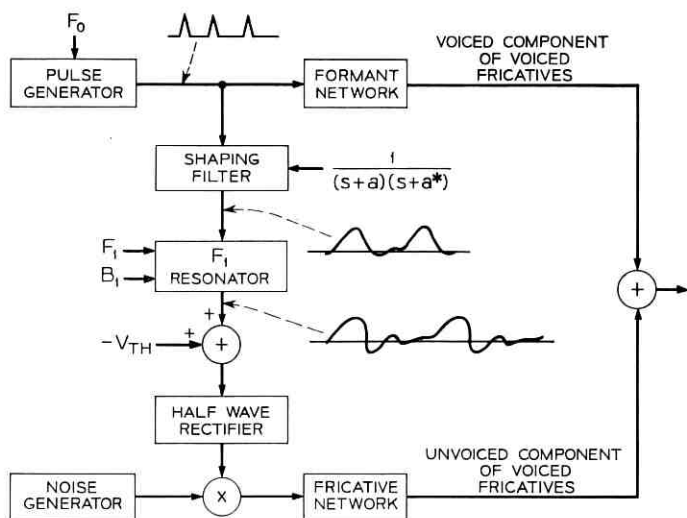 F₀
PULSE
GENERATOR
FORMANT
NETWORK
VOICED COMPONENT
OF VOICED
FRICATIVES
SHAPING
FILTER
1
(s+a)(s+a*)
F₁
B₁
F₁
RESONATOR
+
+
-V_TH
+
+
HALF WAVE
RECTIFIER
NOISE
GENERATOR
X
FRICATIVE
NETWORK
UNVOICED COMPONENT
OF VOICED
FRICATIVES